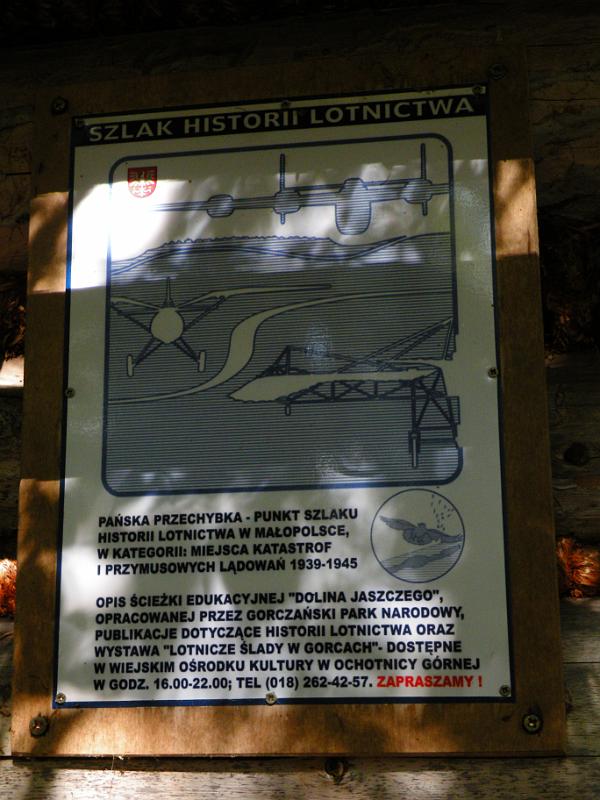 SZLAK HISTORII LOTNICTWA
PAŃSKA PRZECHYBKA - PUNKT SZLAKU
HISTORII LOTNICTWA W MAŁOPOLSCE,
W KATEGORII: MIEJSCA KATASTROF
I PRZYMUSOWYCH LĄDOWAŃ 1939-1945
OPIS ŚCIEŻKI EDUKACYJNEJ "DOLINA JASZCZEGO",
OPRACOWANEJ PRZEZ GORCZAŃSKI PARK NARODOWY,
PUBLIKACJE DOTYCZĄCE HISTORII LOTNICTWA ORAZ
WYSTAWA "LOTNICZE ŚLADY W GORCACH"- DOSTĘPNE
W WIEJSKIM OŚRODKU KULTURY W OCHOTNICY GÓRNEJ
W GODZ. 16.00-22.00; TEL (018) 262-42-57. ZAPRASZAMY !